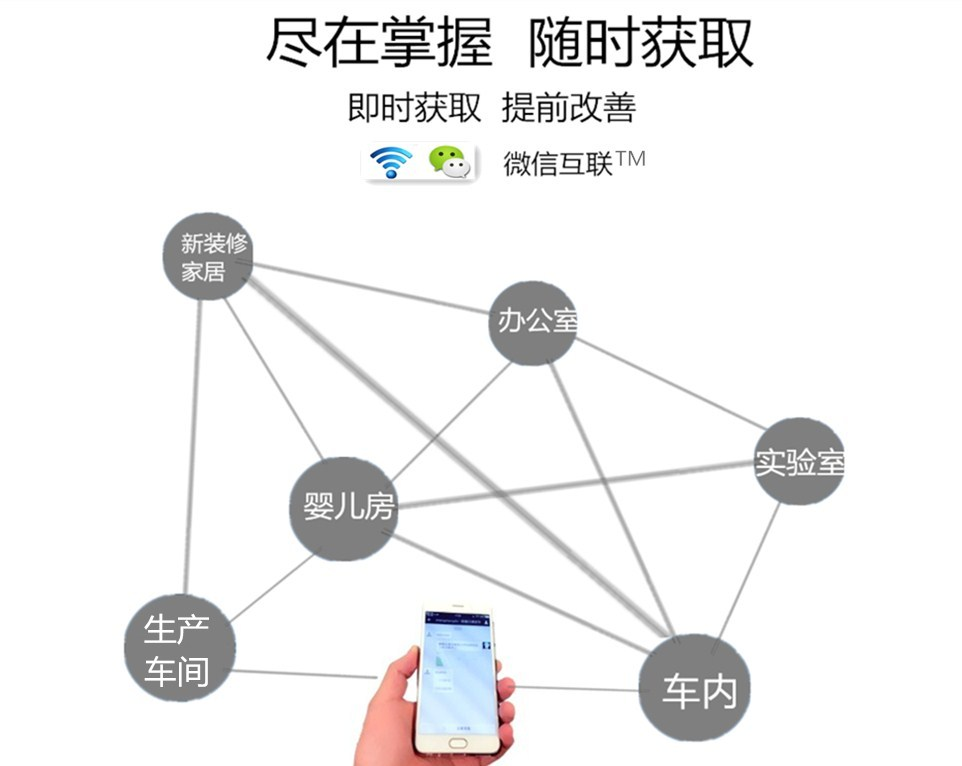 尽在掌握 随时获取
即时获取 提前改善
微信互联™
新装修
家居
办公室
实验室
婴儿房
生产
车间
车内